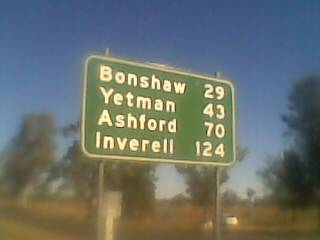 Bonshaw 29
Yetman 43
Ashford 70
Inverell 124